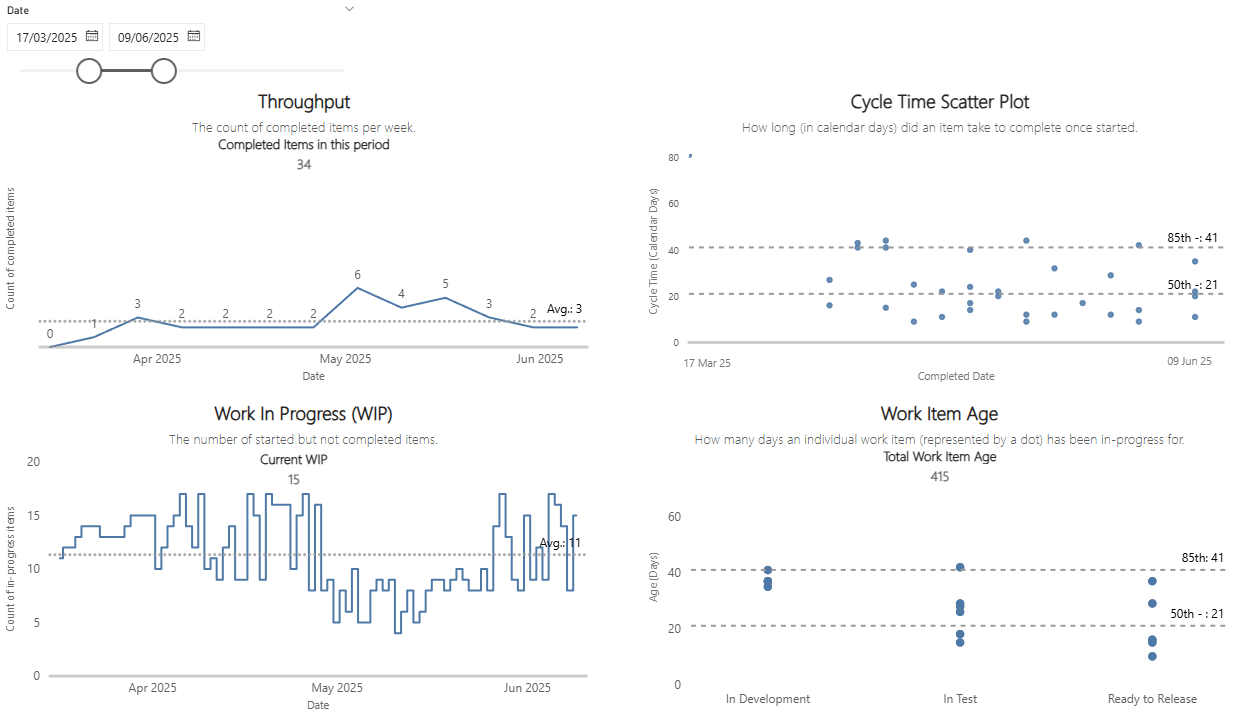 Date
17/03/2025 09/06/2025
Throughput
The count of completed items per week.
Completed Items in this period
34
Count of completed items
0 1 3 2 2 2 2 6 4 5 3 2
Avg.: 3
Apr 2025 May 2025 Jun 2025
Date
Cycle Time Scatter Plot
How long (in calendar days) did an item take to complete once started.
Cycle Time (Calendar Days)
80
60
40
20
0
85th -: 41
50th -: 21
17 Mar 25 09 Jun 25
Completed Date
Work In Progress (WIP)
The number of started but not completed items.
Current WIP
15
Count of in-progress items
20
15
10
5
0
Avg.: 11
Apr 2025 May 2025 Jun 2025
Date
Work Item Age
How many days an individual work item (represented by a dot) has been in-progress for.
Total Work Item Age
415
Age (Days)
60
40
20
0
85th: 41
50th - : 21
In Development In Test Ready to Release